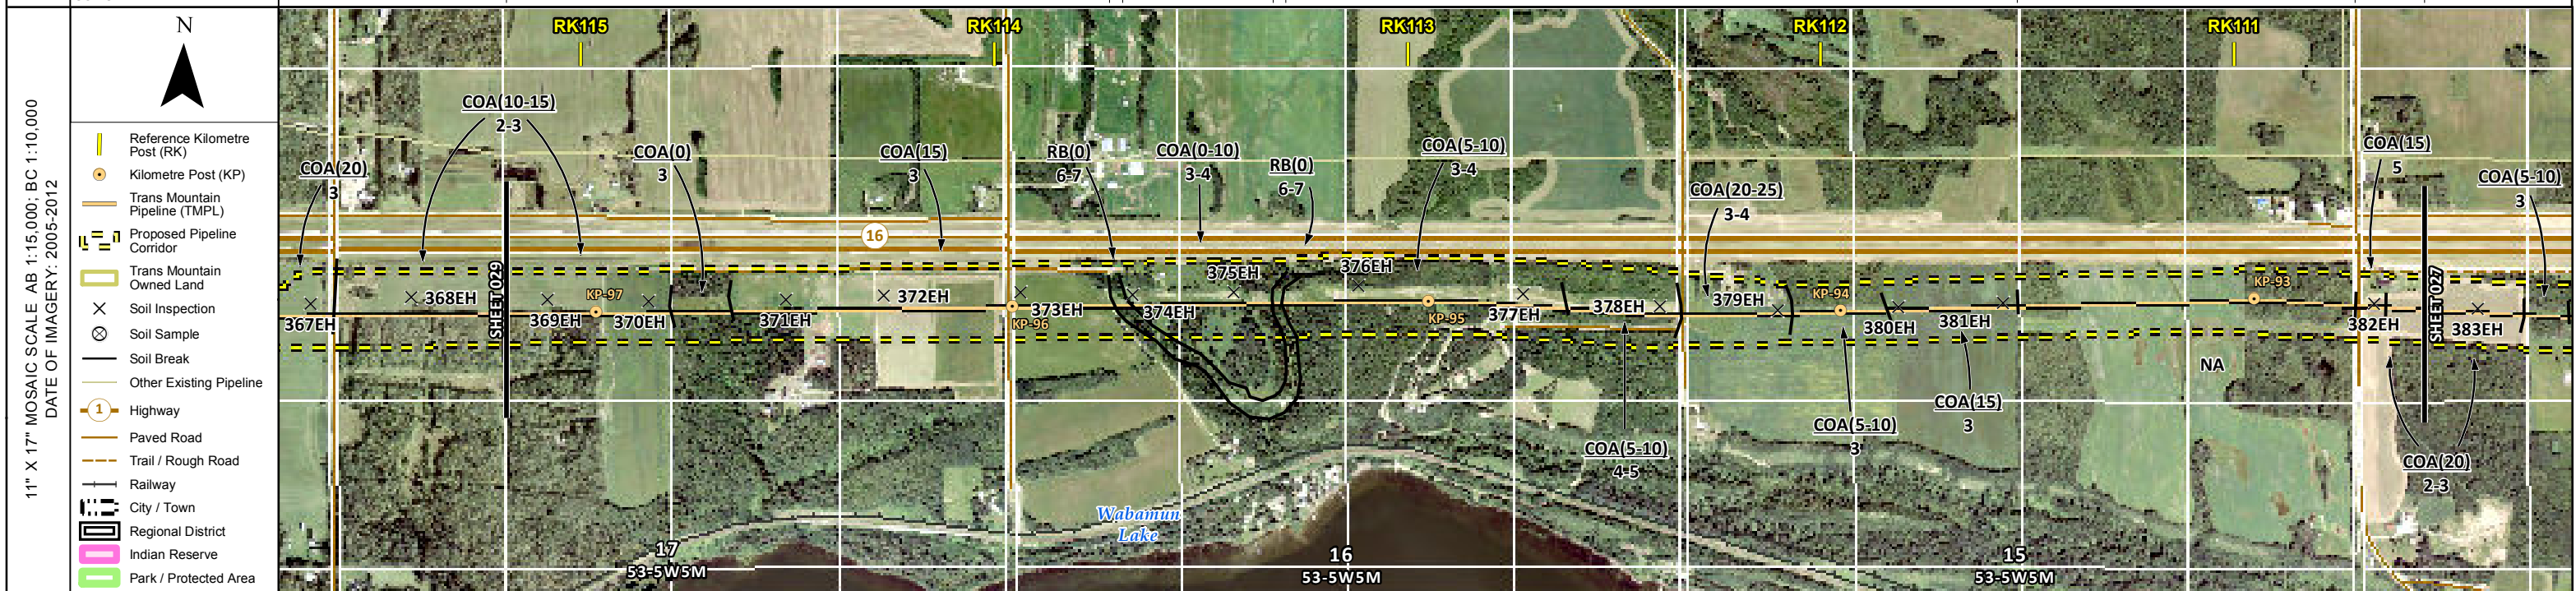 11" X 17" MOSAIC SCALE AB 1:15,000; BC 1:10,000
DATE OF IMAGERY: 2005-2012
N
Reference Kilometre
Post (RK)
Kilometre Post (KP)
Trans Mountain
Pipeline (TMPL)
Proposed Pipeline
Corridor
Trans Mountain
Owned Land
Soil Inspection
Soil Sample
Soil Break
Other Existing Pipeline
1 Highway
Paved Road
Trail / Rough Road
Railway
City / Town
Regional District
Indian Reserve
Park / Protected Area
RK115
RK114
RK113
RK112
RK111
COA(20)
3
COA(10-15)
2-3
COA(0)
3
COA(15)
3
RB(0)
6-7
COA(0-10)
3-4
RB(0)
6-7
COA(5-10)
3-4
COA(20-25)
3-4
COA(15)
5
COA(5-10)
3
16
367EH
368EH
SHEET 029
369EH
KP-97
370EH
371EH
372EH
KP-96
373EH
374EH
375EH
376EH
KP-95
377EH
378EH
379EH
KP-94
380EH
381EH
KP-93
382EH
SHEET 027
383EH
NA
COA(5-10)
4-5
COA(5-10)
3
COA(15)
3
COA(20)
2-3
Wabamun
Lake
17
53-5W5M
16
53-5W5M
15
53-5W5M